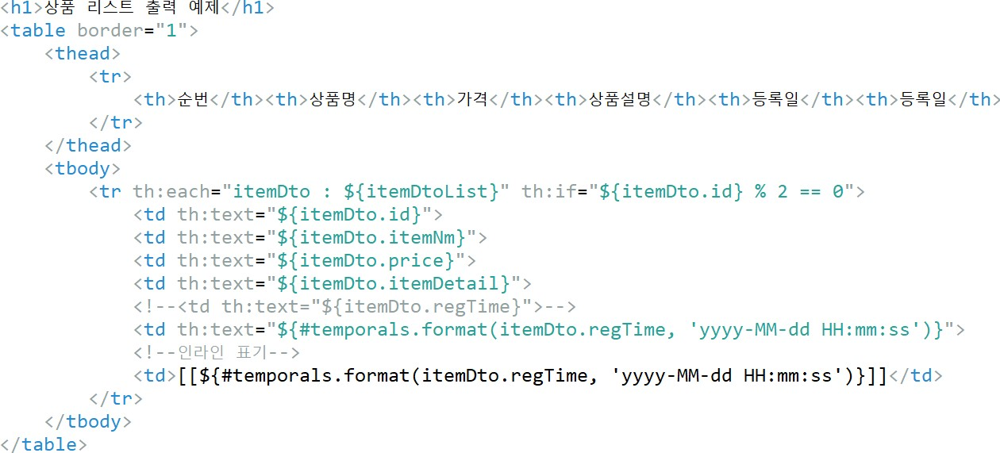 <h1>상품 리스트 출력 예제</h1>
<table border="1">
    <thead>
        <tr>
            <th>순번</th><th>상품명</th><th>가격</th><th>상품설명</th><th>등록일</th><th>등록일</th>
        </tr>
    </thead>
    <tbody>
        <tr th:each="itemDto : ${itemDtoList}" th:if="${itemDto.id} % 2 == 0">
            <td th:text="${itemDto.id}">
            <td th:text="${itemDto.itemNm}">
            <td th:text="${itemDto.price}">
            <td th:text="${itemDto.itemDetail}">
            <!--<td th:text="${itemDto.regTime}">-->
            <td th:text="${#temporals.format(itemDto.regTime, 'yyyy-MM-dd HH:mm:ss')}">
            <!--인라인 표기-->
            <td>[[${#temporals.format(itemDto.regTime, 'yyyy-MM-dd HH:mm:ss')}]]</td>
        </tr>
    </tbody>
</table>